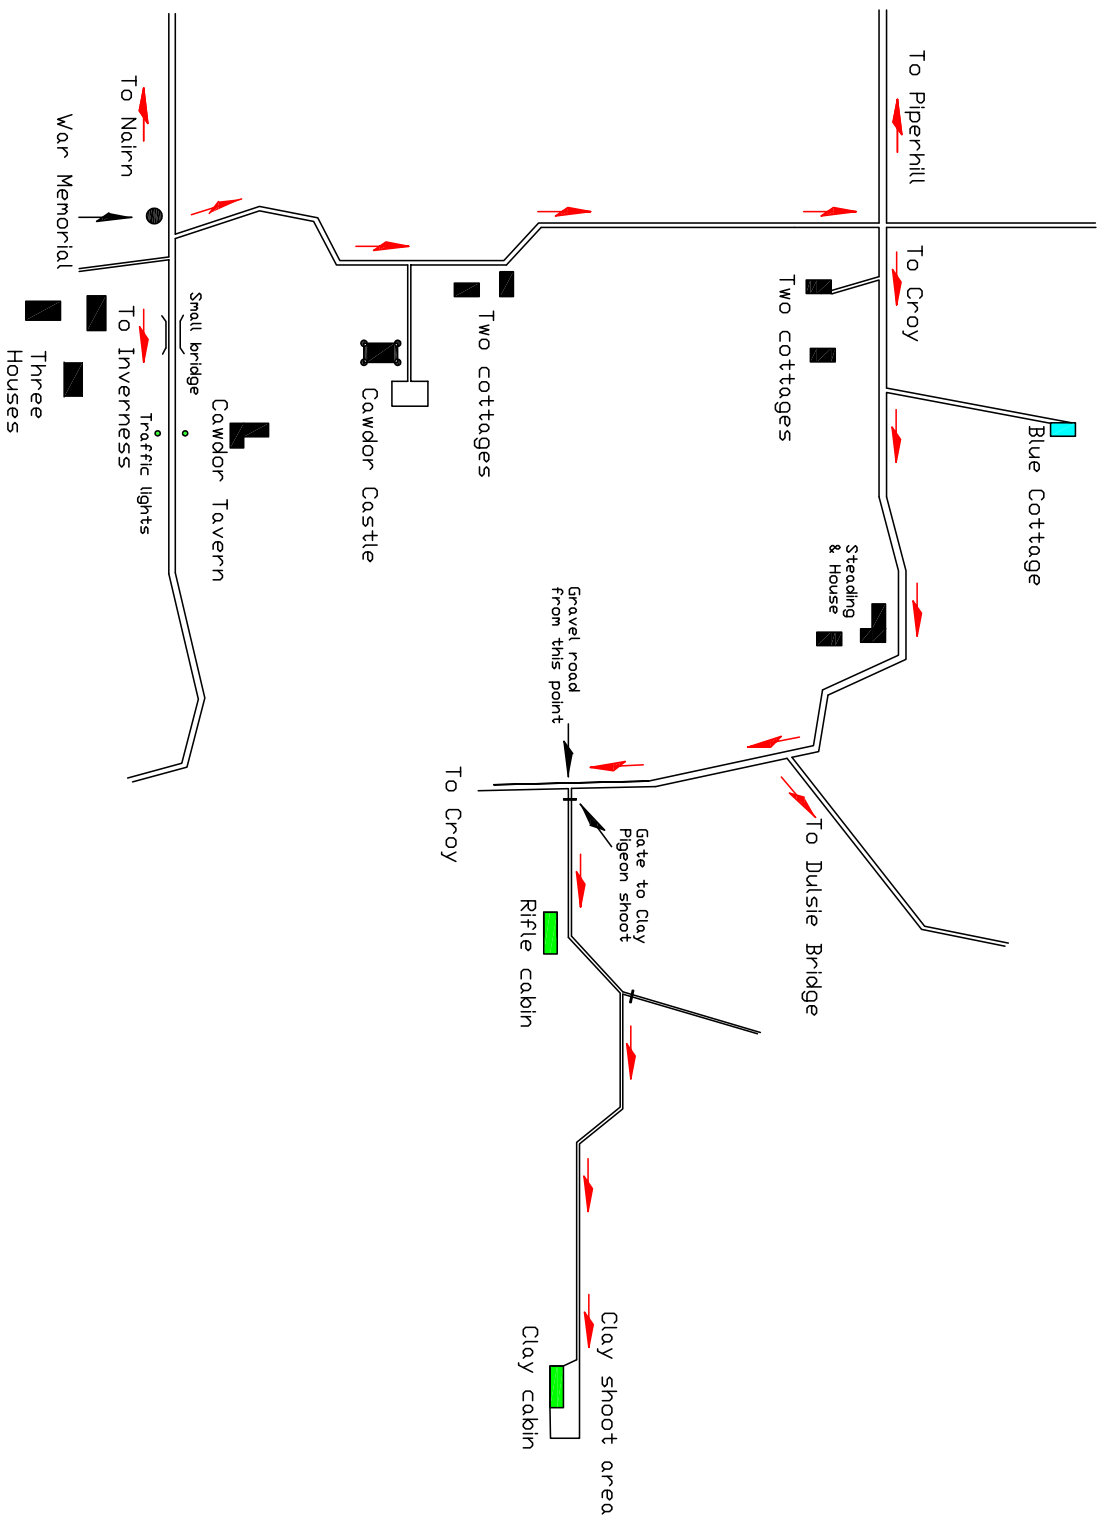 To Piperhill
To Croy
Blue Cottage
Two cottages
Steading
& House
To Dulsie Bridge
Gate to Clay
Pigeon shoot
Clay shoot area
Gravel road
from this point
Rifle cabin
Clay cabin
Two cottages
To Croy
Cawdor Castle
Cawdor Tavern
Small bridge
Traffic lights
To Nairn
To Inverness
War Memorial
Three
Houses